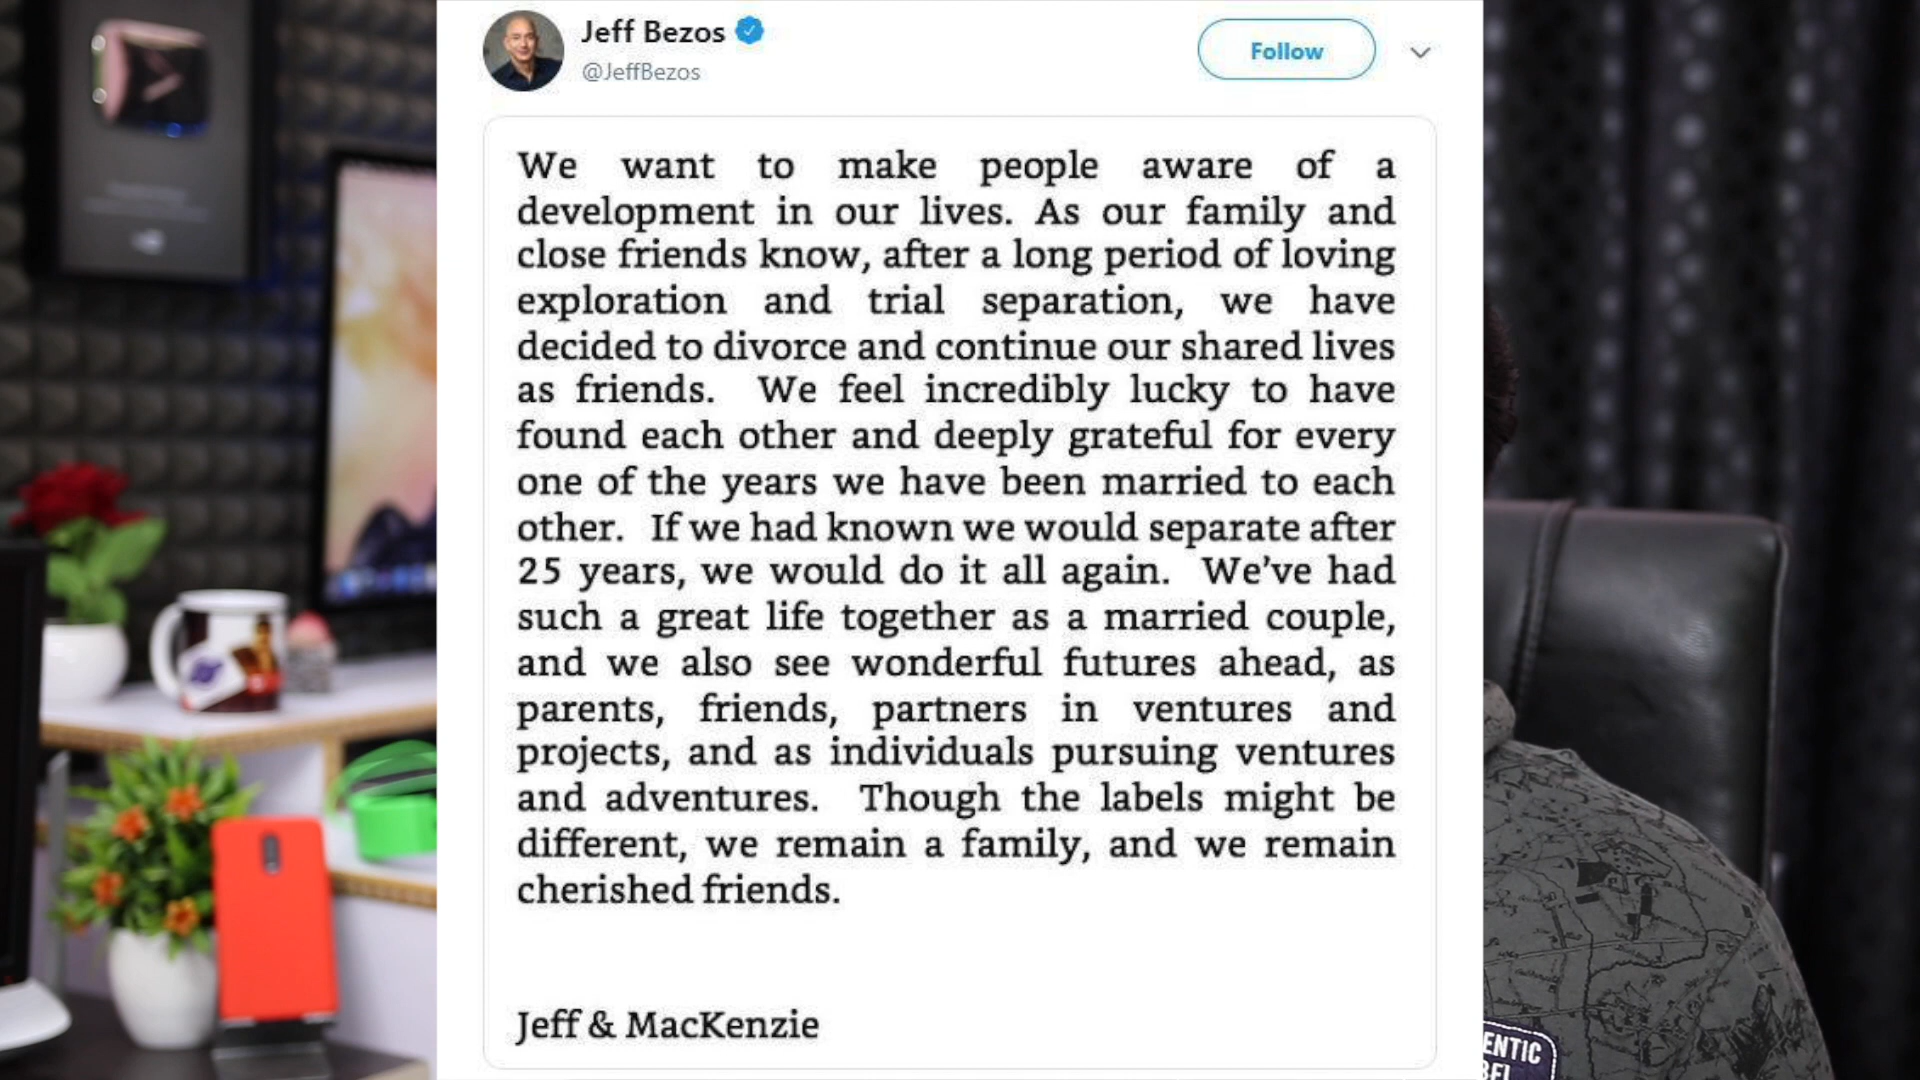 Jeff Bezos
@JeffBezos
Follow
We want to make people aware of a
development in our lives. As our family and
close friends know, after a long period of loving
exploration and trial separation, we have
decided to divorce and continue our shared lives
as friends. We feel incredibly lucky to have
found each other and deeply grateful for every
one of the years we have been married to each
other. If we had known we would separate after
25 years, we would do it all again. We've had
such a great life together as a married couple,
and we also see wonderful futures ahead, as
parents, friends, partners in ventures and
projects, and as individuals pursuing ventures
and adventures. Though the labels might be
different, we remain a family, and we remain
cherished friends.
Jeff & MacKenzie
ENTIC